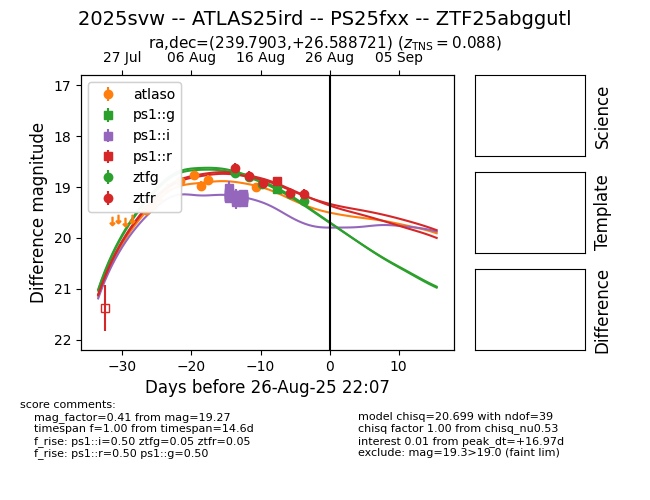 2025svw -- ATLAS25ird -- PS25fxx -- ZTF25abggutl
ra,dec=(239.7903,+26.588721) (z_TNS = 0.088)
27 Jul 06 Aug 16 Aug 26 Aug 05 Sep
17
18
19
20
21
22
Difference magnitude
atlaso
ps1::g
ps1::i
ps1::r
ztfg
ztfr
−30 −20 −10 0 10
Days before 26-Aug-25 22:07
Science
Template
Difference
score comments:
mag_factor=0.41 from mag=19.27
timespan f=1.00 from timespan=14.6d
f_rise: ps1::i=0.50 ztfg=0.05 ztfr=0.05
f_rise: ps1::r=0.50 ps1::g=0.50
model chisq=20.699 with ndof=39
chisq factor 1.00 from chisq_nu0.53
interest 0.01 from peak_dt=+16.97d
exclude: mag=19.3>19.0 (faint lim)